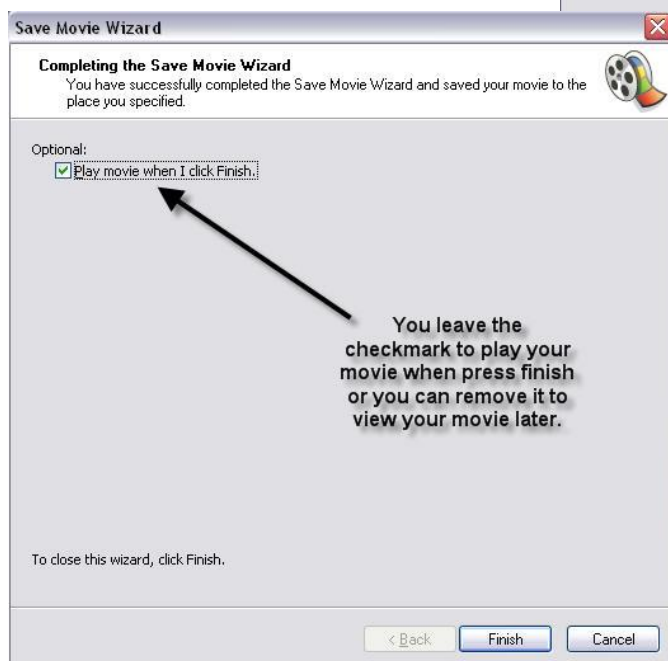 Save Movie Wizard
Completing the Save Movie Wizard
You have successfully completed the Save Movie Wizard and saved your movie to the
place you specified.
Optional:
Play movie when I click Finish.
You leave the
checkmark to play your
movie when press finish
or you can remove it to
view your movie later.
To close this wizard, click Finish.
< Back
Finish
Cancel